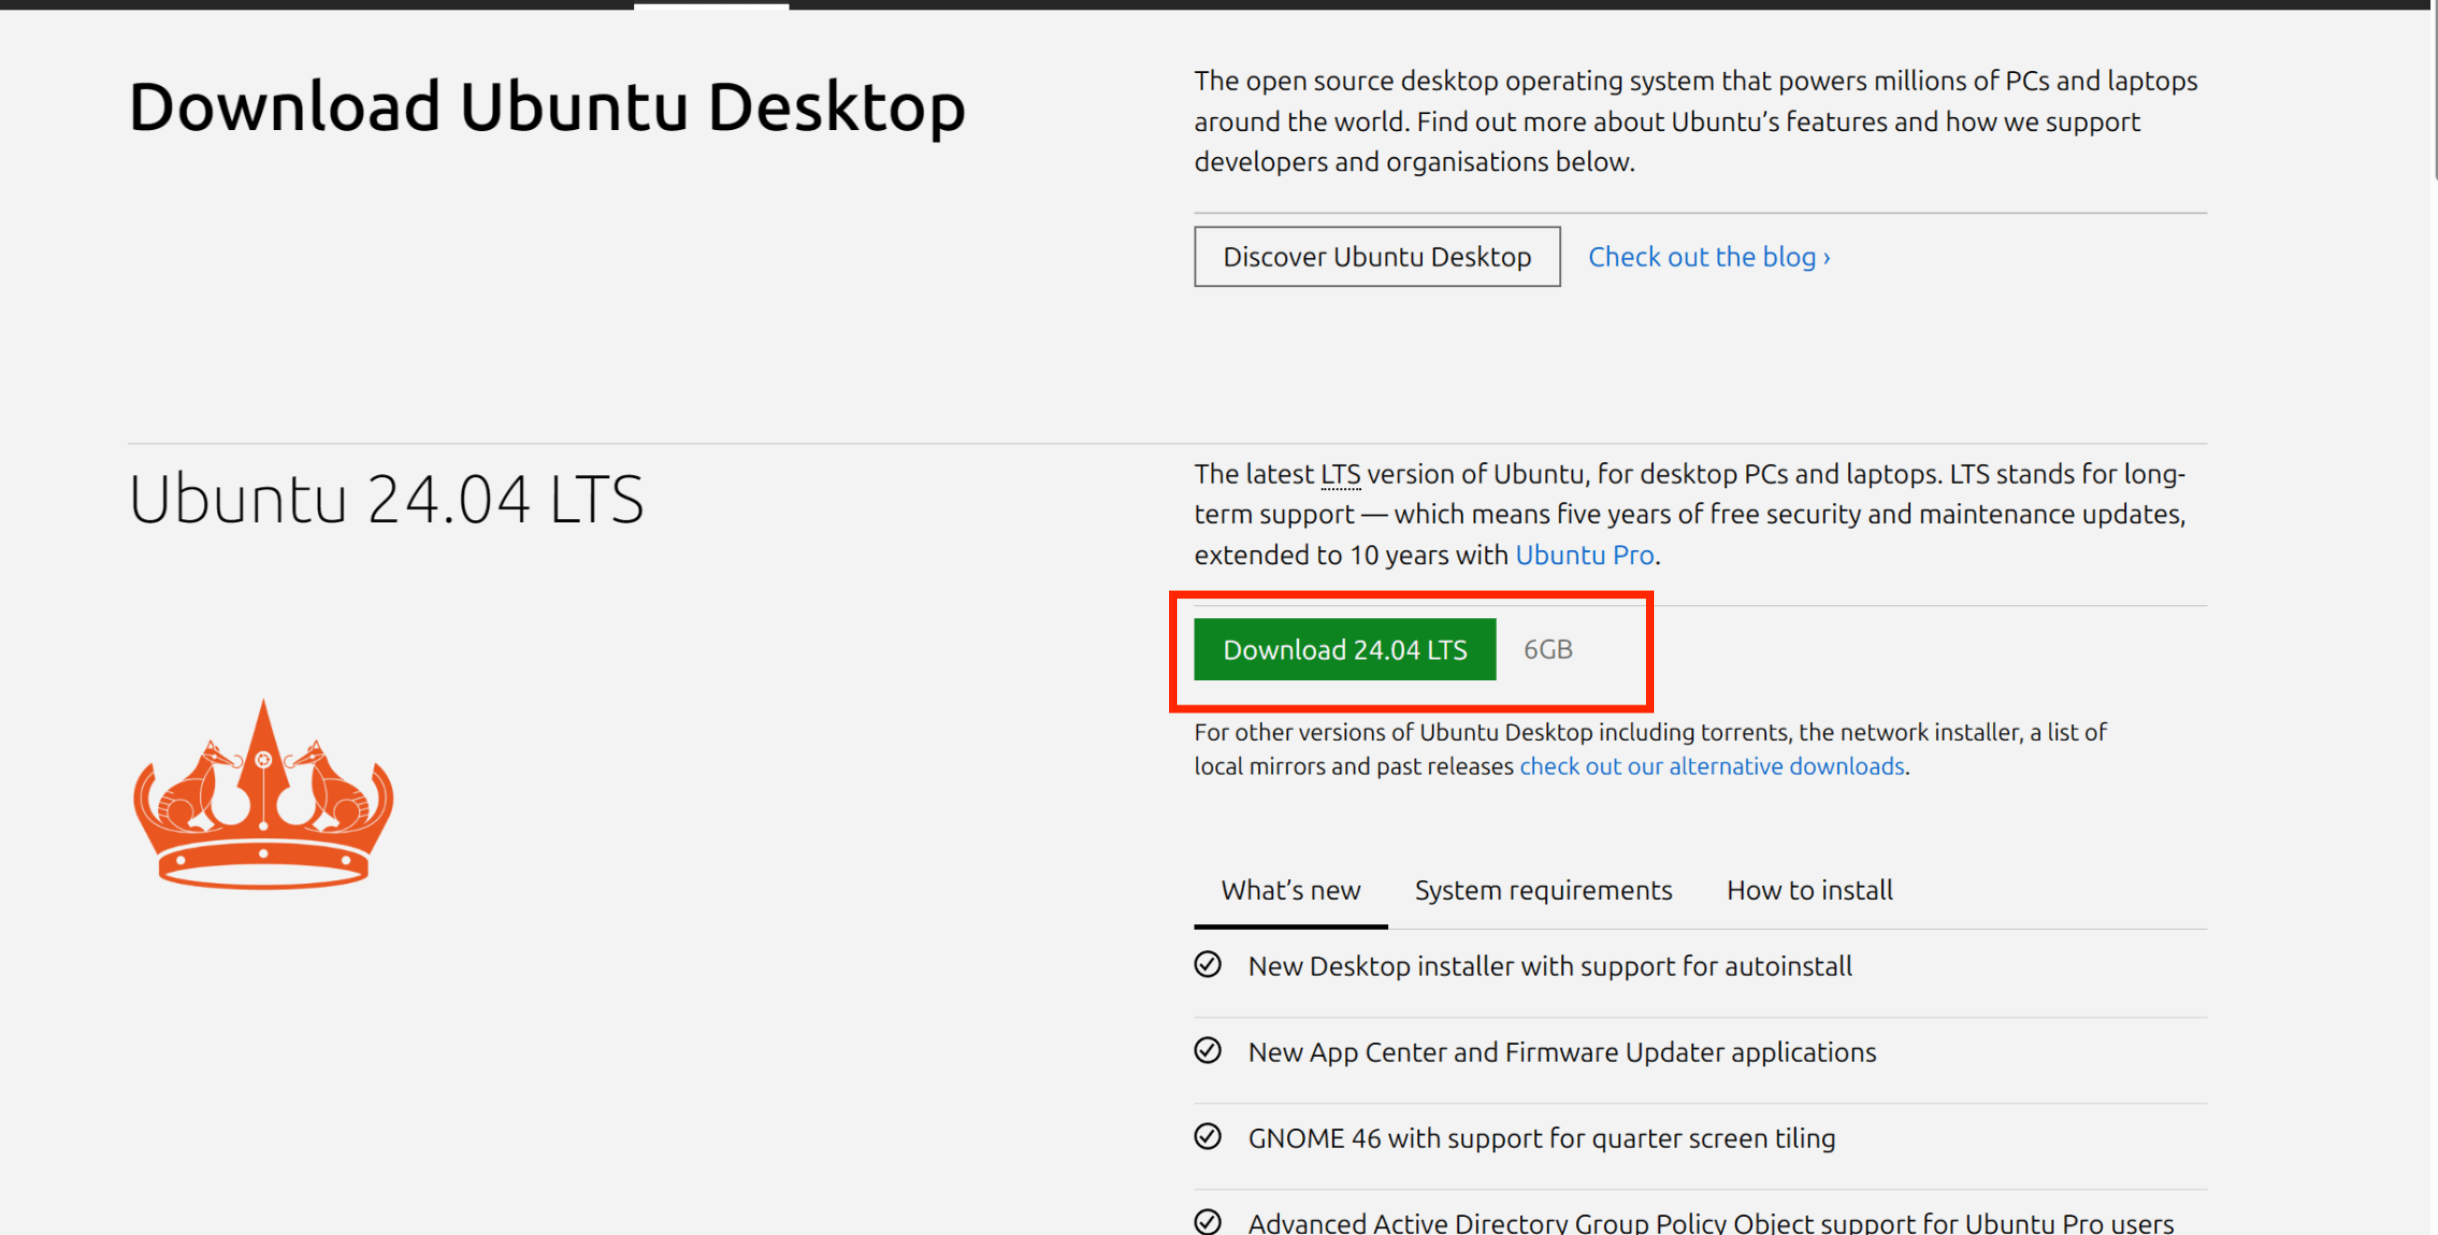 Download Ubuntu Desktop
The open source desktop operating system that powers millions of PCs and laptops
around the world. Find out more about Ubuntu’s features and how we support
developers and organisations below.
Discover Ubuntu Desktop
Check out the blog ›
Ubuntu 24.04 LTS
The latest LTS version of Ubuntu, for desktop PCs and laptops. LTS stands for long-
term support — which means five years of free security and maintenance updates,
extended to 10 years with Ubuntu Pro.
Download 24.04 LTS
6GB
For other versions of Ubuntu Desktop including torrents, the network installer, a list of
local mirrors and past releases check out our alternative downloads.
What’s new
System requirements
How to install
New Desktop installer with support for autoinstall
New App Center and Firmware Updater applications
GNOME 46 with support for quarter screen tiling
Advanced Active Directory Group Policy Object support for Ubuntu Pro users